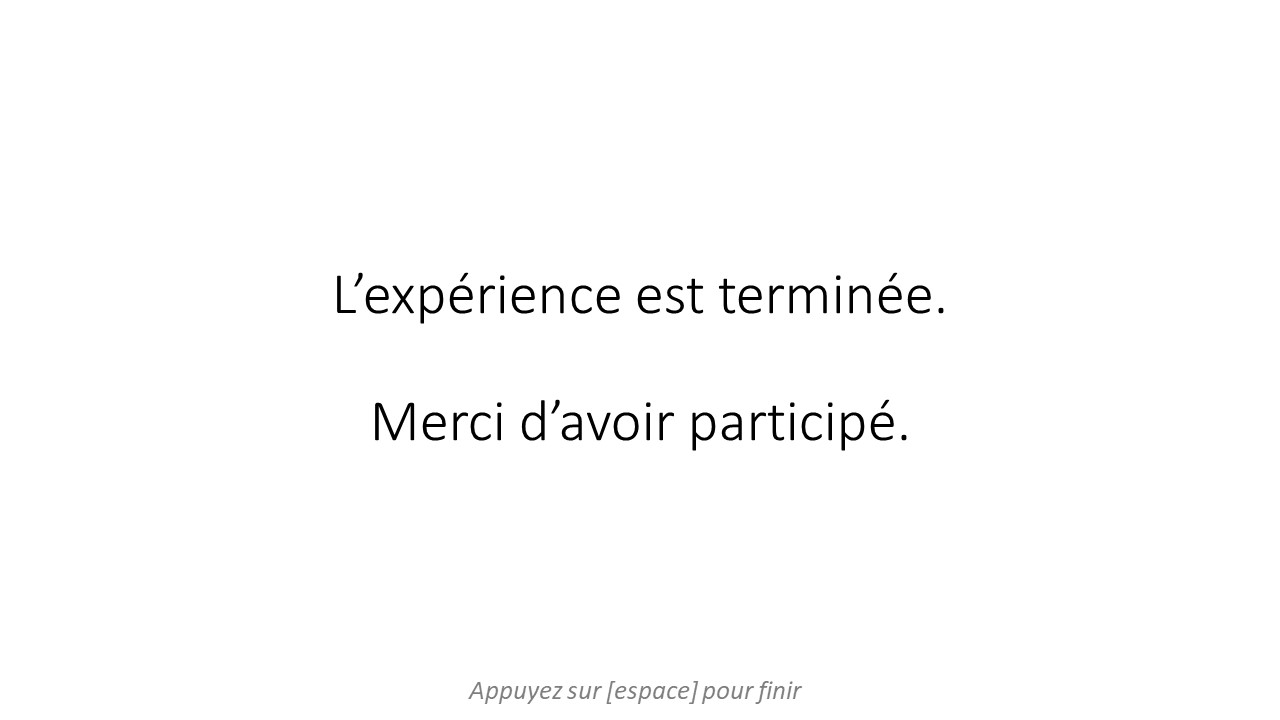 L’expérience est terminée.
Merci d’avoir participé.
Appuyez sur [espace] pour finir